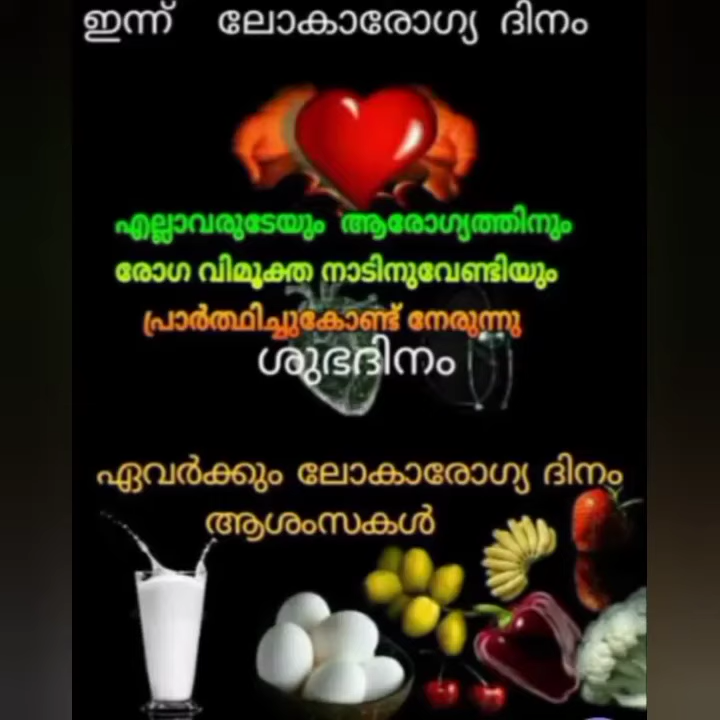 ഇന്ന് ലോകാരോഗ്യ ദിനം
എല്ലാവരുടേയും ആരോഗ്യത്തിനും
രോഗ വിമൂക്ത നാടിനുവേണ്ടിയും
പ്രാർത്ഥിച്ചുകോണ്ട് നേരുന്നു
ശുഭദിനം
ഏവർക്കും ലോകാരോഗ്യ ദിനം
ആശംസകൾ